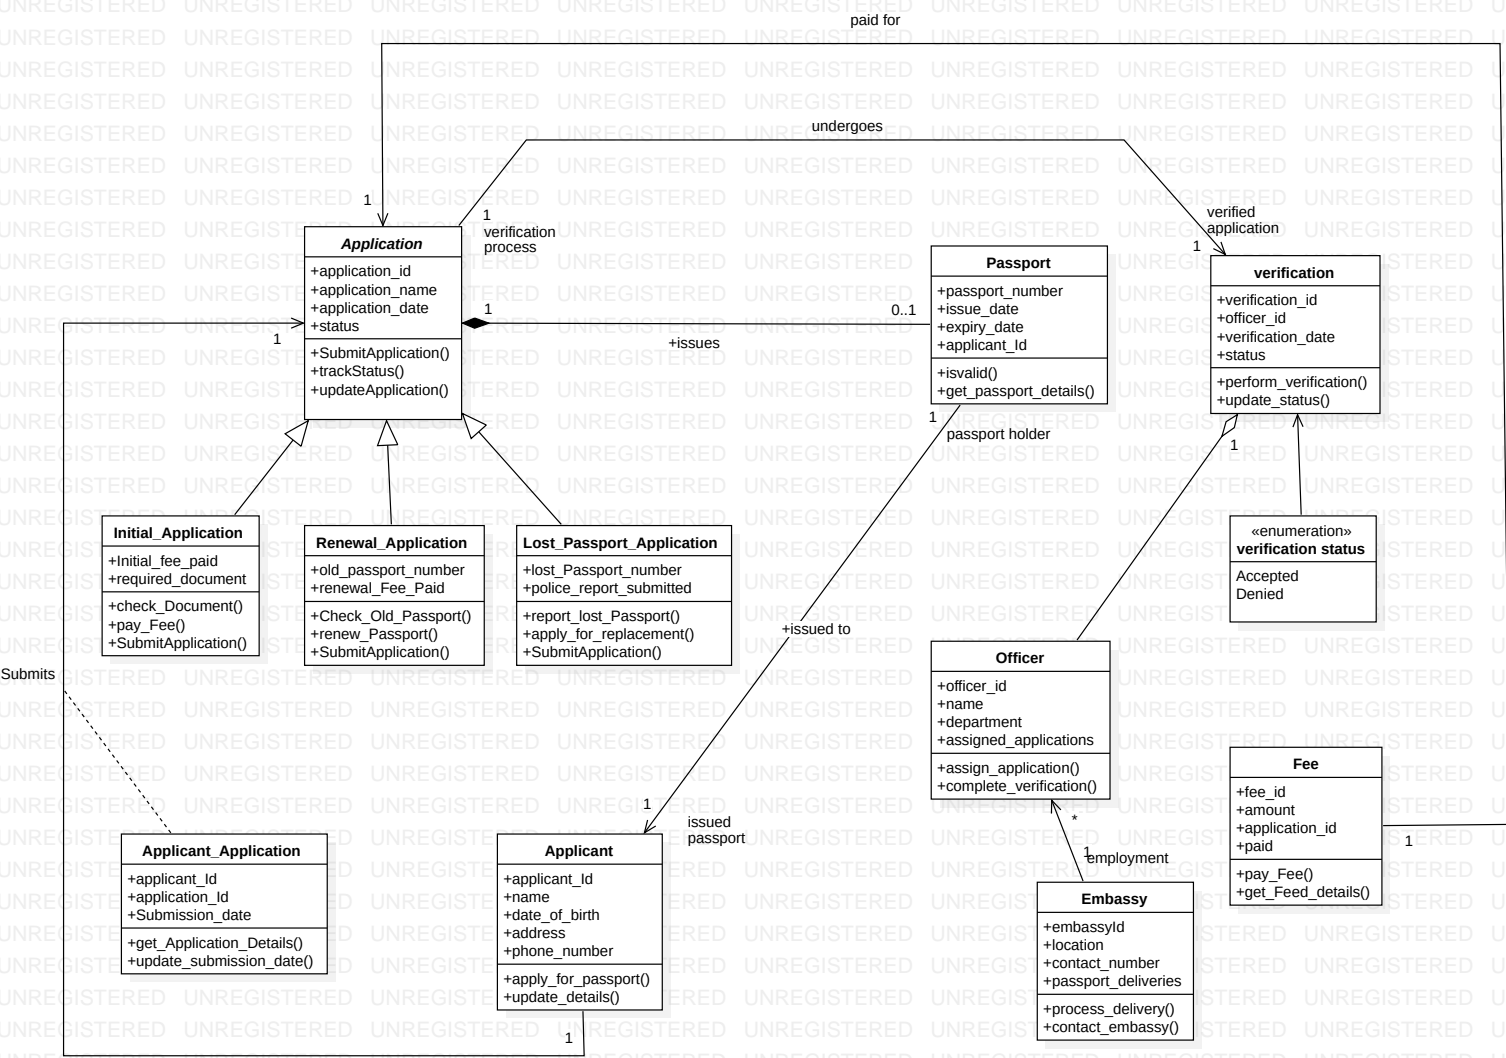 paid for
undergoes
1
1
verification
process
verified
application
1
Application
+application_id
+application_name
+application_date
+status
+SubmitApplication()
+trackStatus()
+updateApplication()
1
1
0..1
+issues
Passport
+passport_number
+issue_date
+expiry_date
+applicant_Id
+isvalid()
+get_passport_details()
1
passport holder
verification
+verification_id
+officer_id
+verification_date
+status
+perform_verification()
+update_status()
1
Initial_Application
+Initial_fee_paid
+required_document
+check_Document()
+pay_Fee()
+SubmitApplication()
Renewal_Application
+old_passport_number
+renewal_Fee_Paid
+Check_Old_Passport()
+renew_Passport()
+SubmitApplication()
Lost_Passport_Application
+lost_Passport_number
+police_report_submitted
+report_lost_Passport()
+apply_for_replacement()
+SubmitApplication()
«enumeration»
verification status
Accepted
Denied
+issued to
Submits
Officer
+officer_id
+name
+department
+assigned_applications
+assign_application()
+complete_verification()
*
1
employment
Fee
+fee_id
+amount
+application_id
+paid
+pay_Fee()
+get_Feed_details()
1
1
issued
passport
Applicant_Application
+applicant_Id
+application_Id
+Submission_date
+get_Application_Details()
+update_submission_date()
Applicant
+applicant_Id
+name
+date_of_birth
+address
+phone_number
+apply_for_passport()
+update_details()
1
Embassy
+embassyId
+location
+contact_number
+passport_deliveries
+process_delivery()
+contact_embassy()
UNREGISTERED